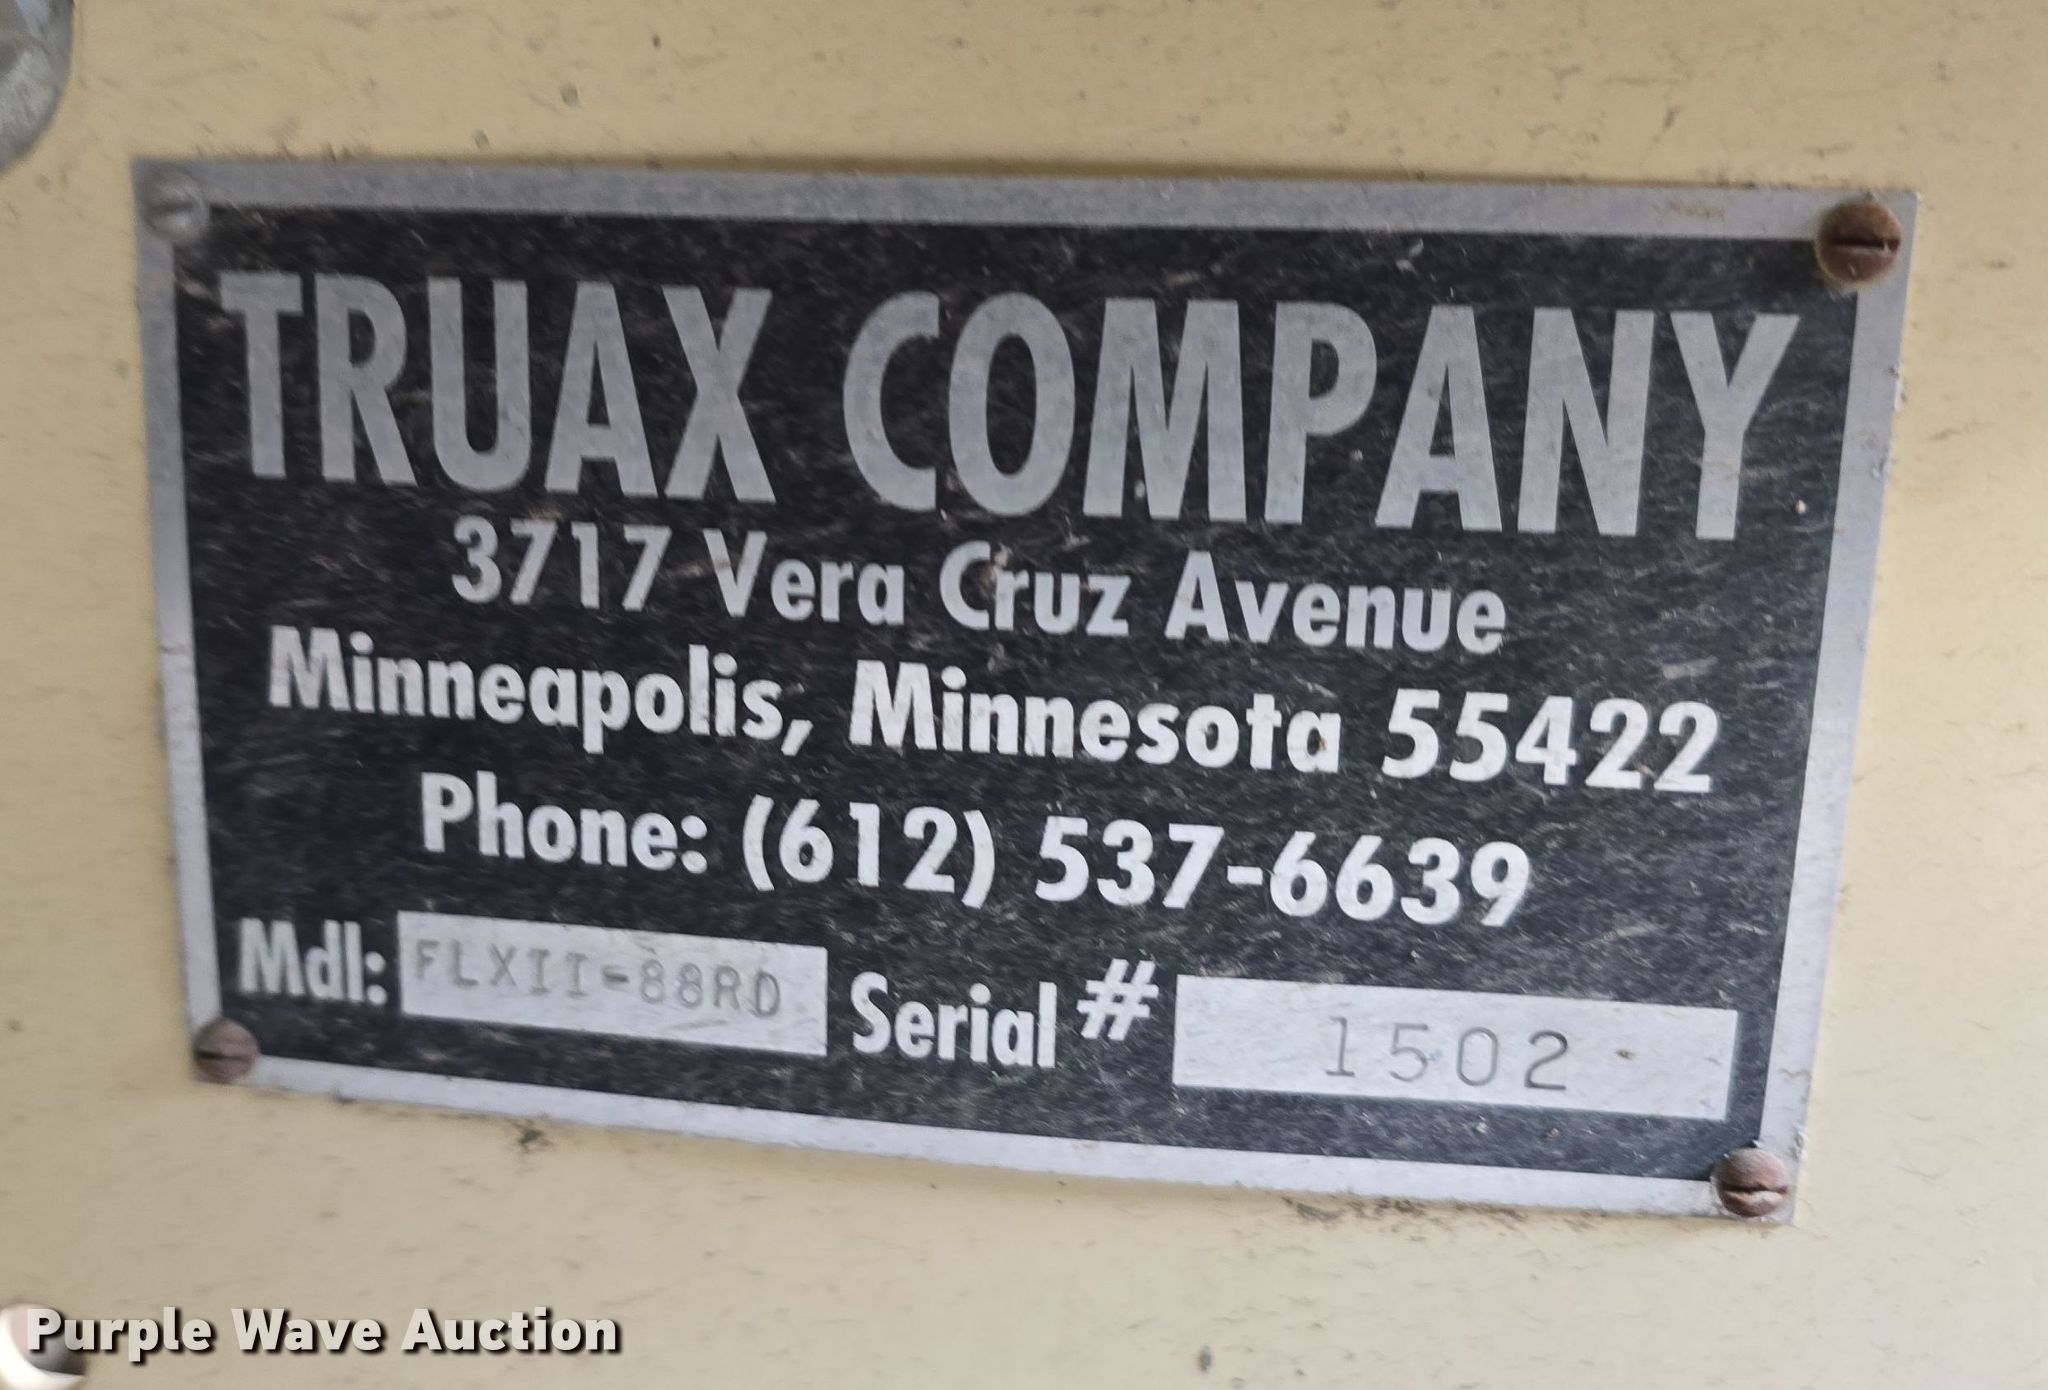 TRUAX COMPANY
3717 Vera Cruz Avenue
Minneapolis, Minnesota 55422
Phone: (612) 537-6639
Mdl: FLXII-88RD Serial # 1502
Purple Wave Auction